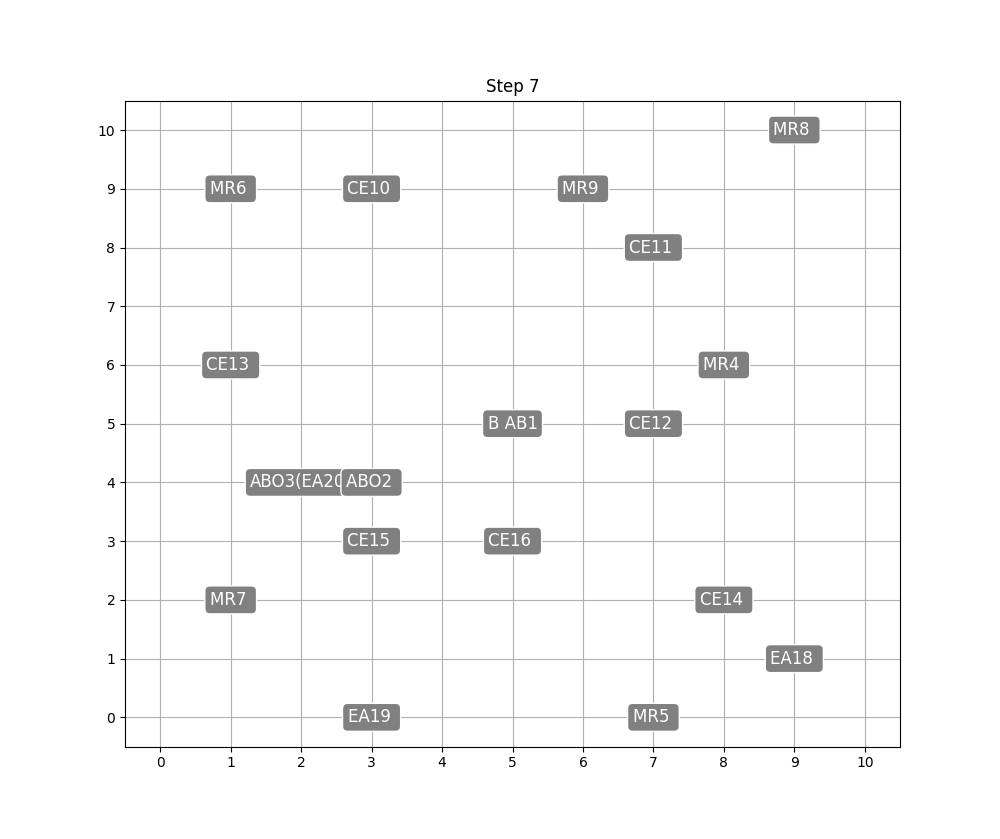 Step 7
10
MR8
9
MR6
CE10
MR9
8
CE11
7
6
CE13
MR4
5
B AB1
CE12
4
ABO3(EA20
ABO2
3
CE15
CE16
2
MR7
CE14
1
EA18
0
EA19
MR5
0 1 2 3 4 5 6 7 8 9 10